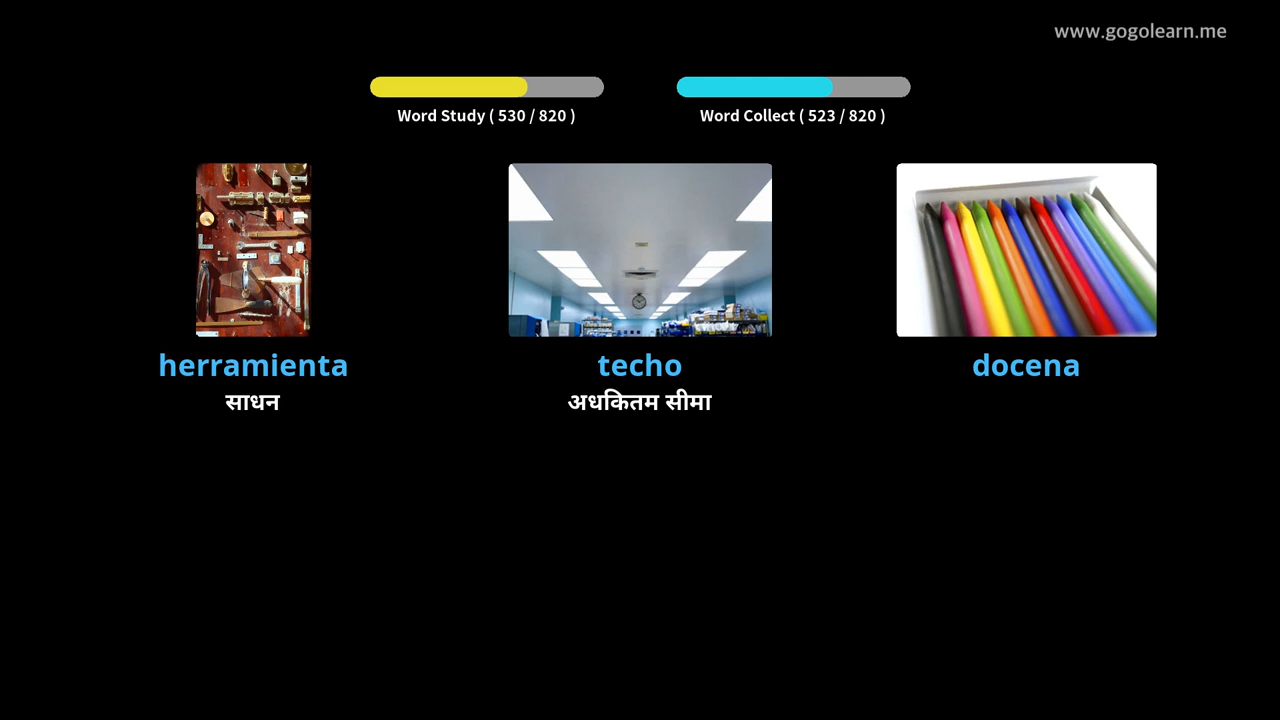 www.gogolearn.me
Word Study ( 530 / 820 )
Word Collect ( 523 / 820 )
herramienta
techo
docena
साधन
अधकितम सीमा